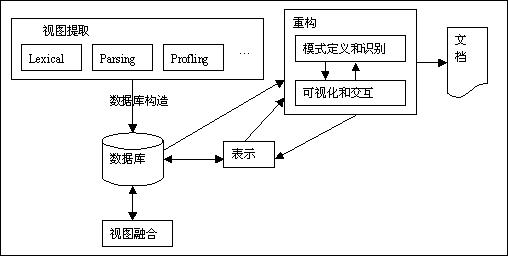 视图提取
Lexical
Parsing
Profling
…
数据库构造
数据库
视图融合
表示
重构
模式定义和识别
可视化和交互
文档